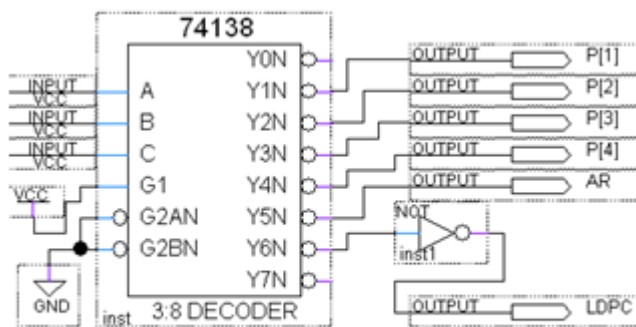 74138
Y0N
OUTPUT P[1]
INPUT
VCC
A
Y1N
OUTPUT P[2]
INPUT
VCC
B
Y2N
OUTPUT P[3]
INPUT
VCC
C
Y3N
OUTPUT P[4]
VCC
G1
Y4N
OUTPUT AR
G2AN
Y5N
NOT
G2BN
Y6N
inst1
Y7N
GND
inst
3:8 DECODER
OUTPUT LDPC